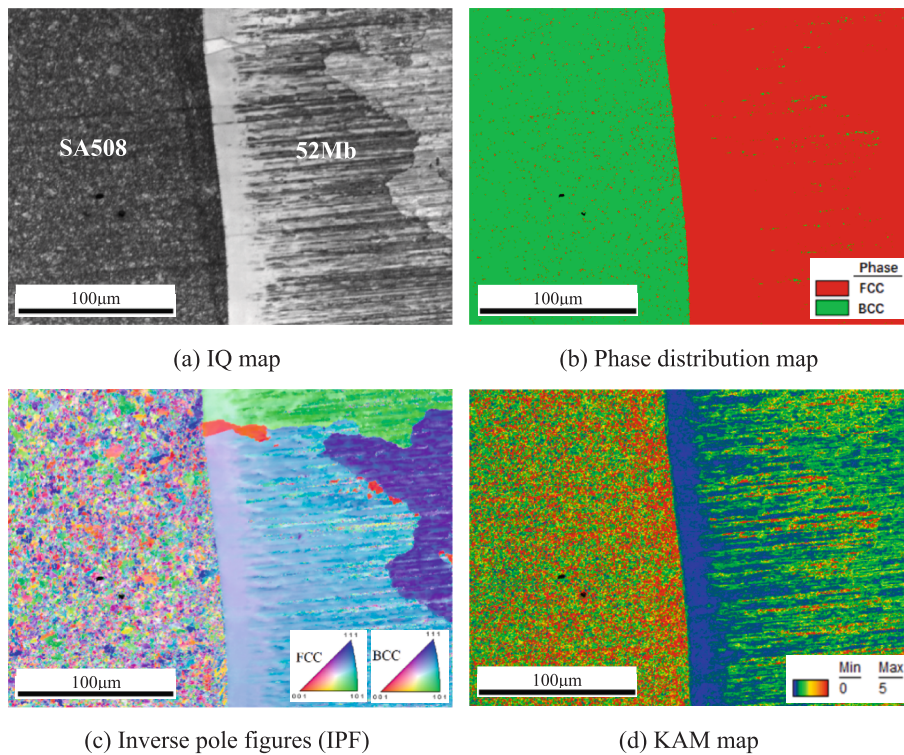 SA508
52Mb
100μm
Phase
FCC
BCC
100μm
(a) IQ map
(b) Phase distribution map
111
111
FCC
BCC
001
101
001
101
100μm
Min
Max
0
5
100μm
(c) Inverse pole figures (IPF)
(d) KAM map